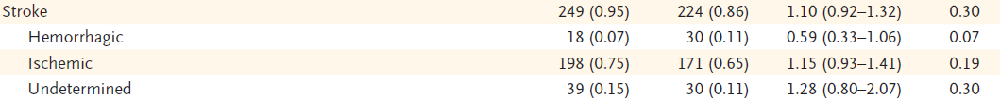 Stroke 249 (0.95) 224 (0.86) 1.10 (0.92–1.32) 0.30
Hemorrhagic 18 (0.07) 30 (0.11) 0.59 (0.33–1.06) 0.07
Ischemic 198 (0.75) 171 (0.65) 1.15 (0.93–1.41) 0.19
Undetermined 39 (0.15) 30 (0.11) 1.28 (0.80–2.07) 0.30